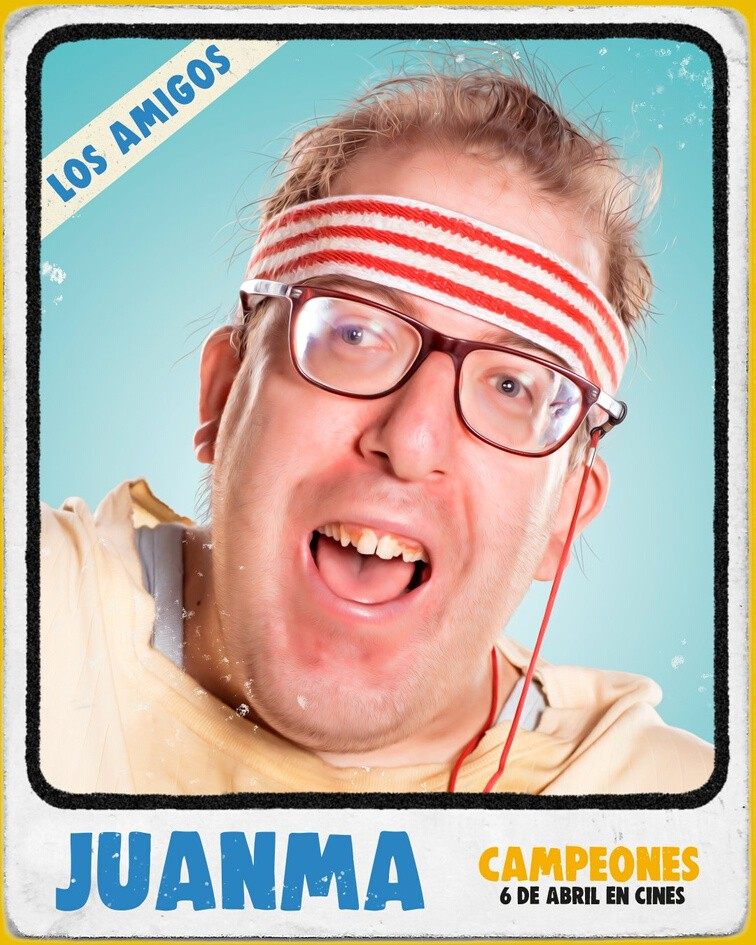 LOS AMIGOS
JUANMA
CAMPEONES
6 DE ABRIL EN CINES